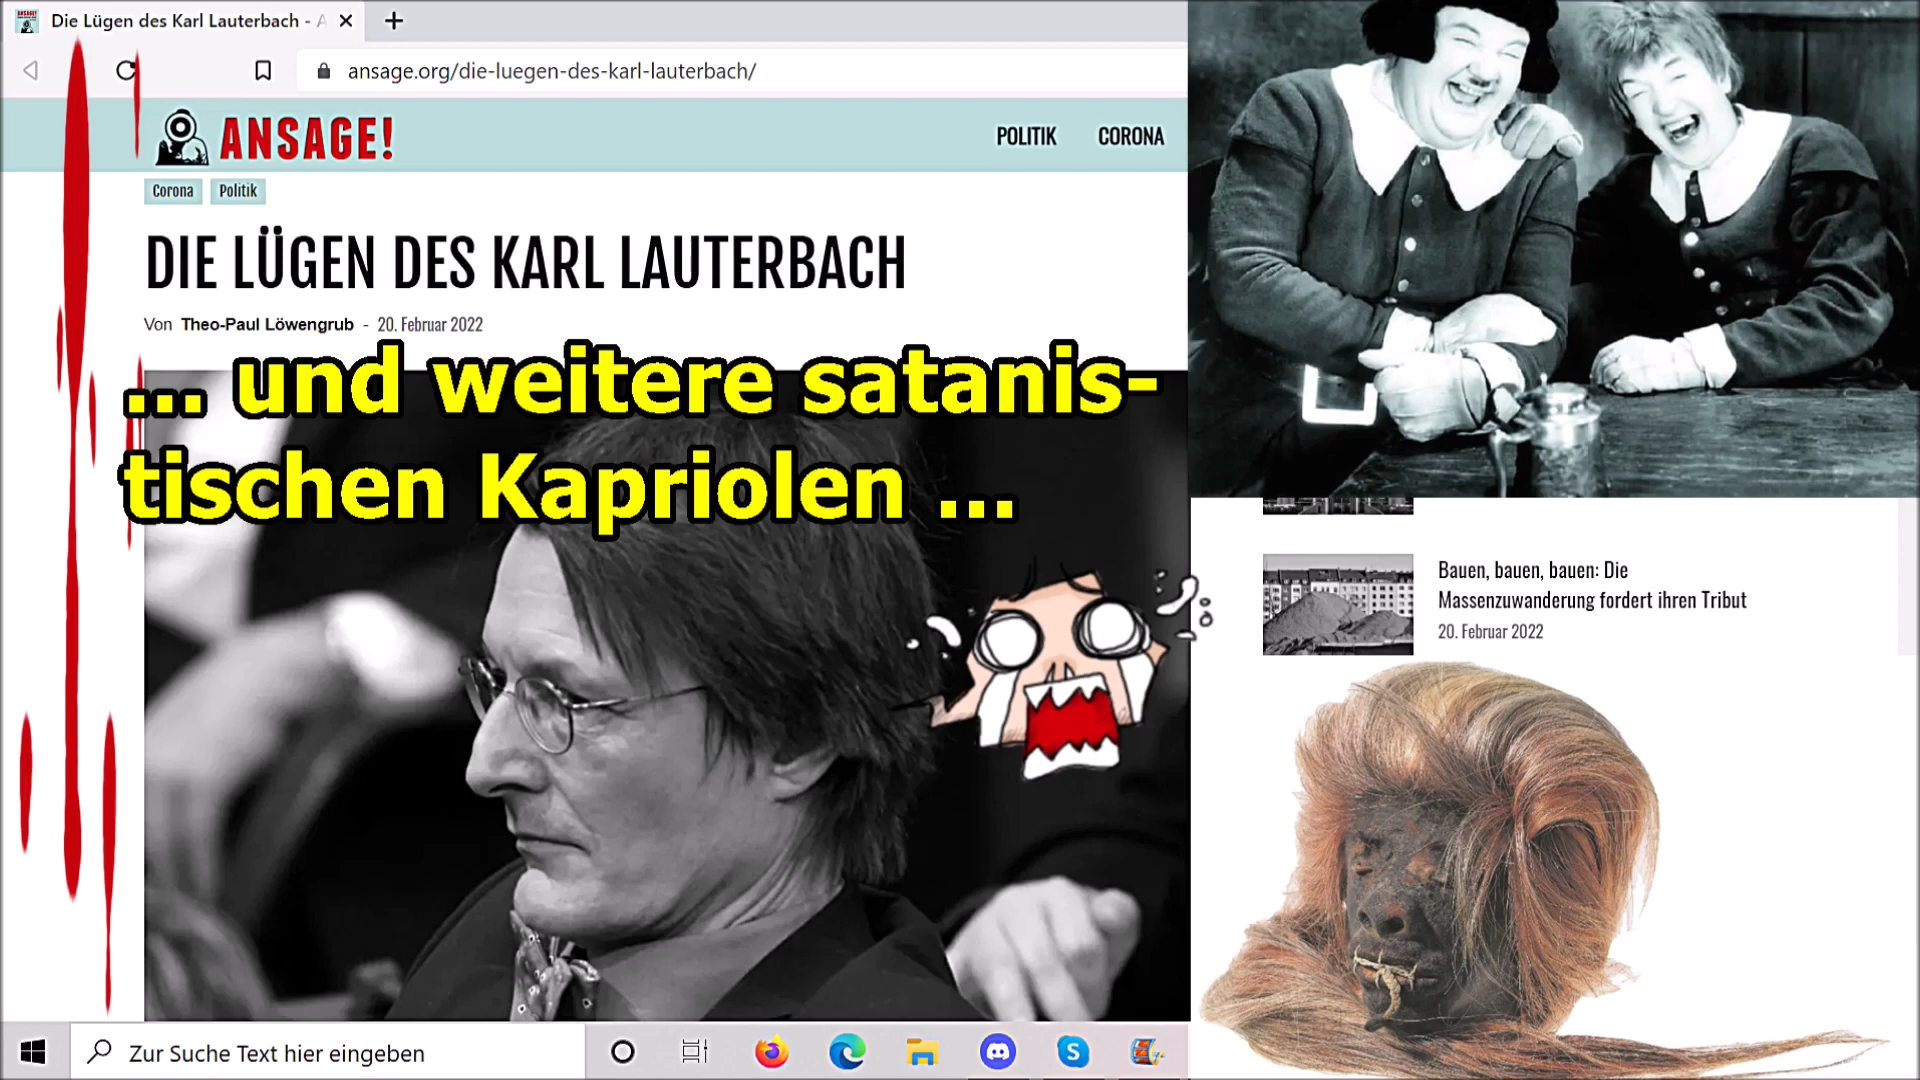 Die Lügen des Karl Lauterbach - A
ansage.org/die-luegen-des-karl-lauterbach/
ANSAGE!
POLITIK CORONA
Corona Politik
DIE LÜGEN DES KARL LAUTERBACH
Von Theo-Paul Löwengrub - 20. Februar 2022
... und weitere satanis-
tischen Kapriolen ...
Bauen, bauen, bauen: Die
Massenzuwanderung fordert ihren Tribut
20. Februar 2022
Zur Suche Text hier eingeben